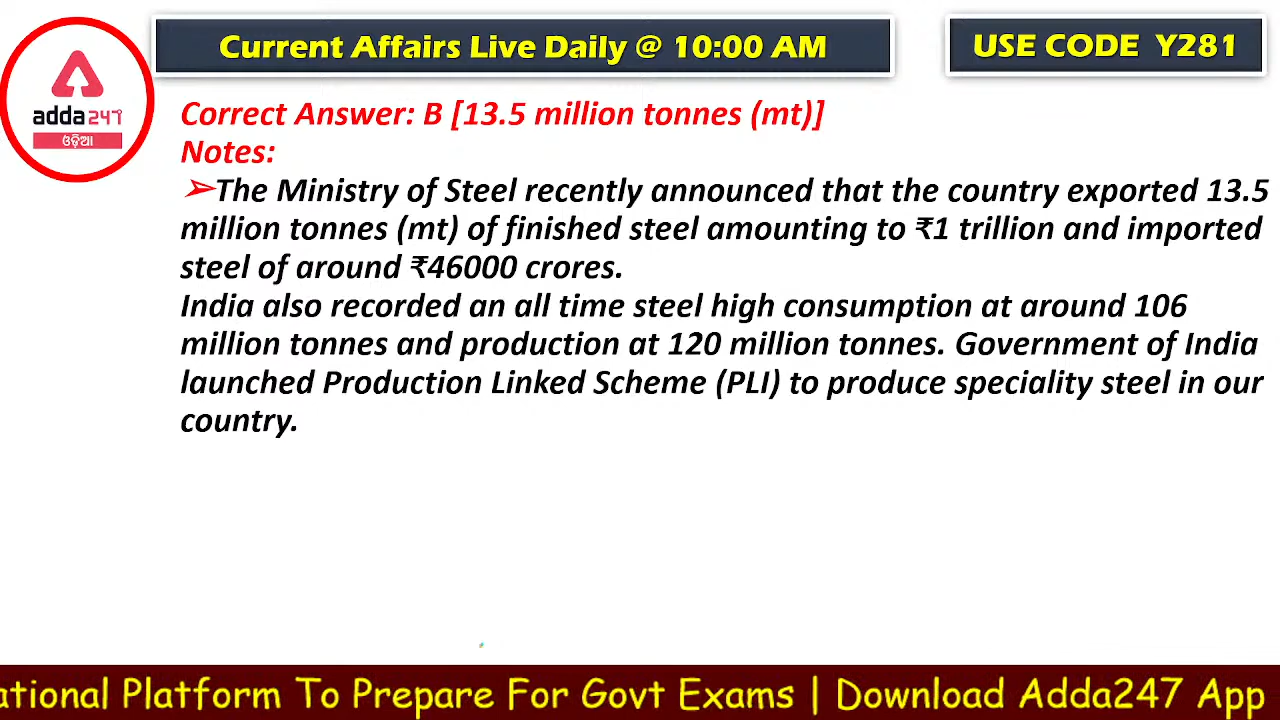 Current Affairs Live Daily @ 10:00 AM
USE CODE Y281
adda247
ଓଡ଼ିଆ
Correct Answer: B [13.5 million tonnes (mt)]
Notes:
➢The Ministry of Steel recently announced that the country exported 13.5
million tonnes (mt) of finished steel amounting to ₹1 trillion and imported
steel of around ₹46000 crores.
India also recorded an all time steel high consumption at around 106
million tonnes and production at 120 million tonnes. Government of India
launched Production Linked Scheme (PLI) to produce speciality steel in our
country.
ational Platform To Prepare For Govt Exams | Download Adda247 App